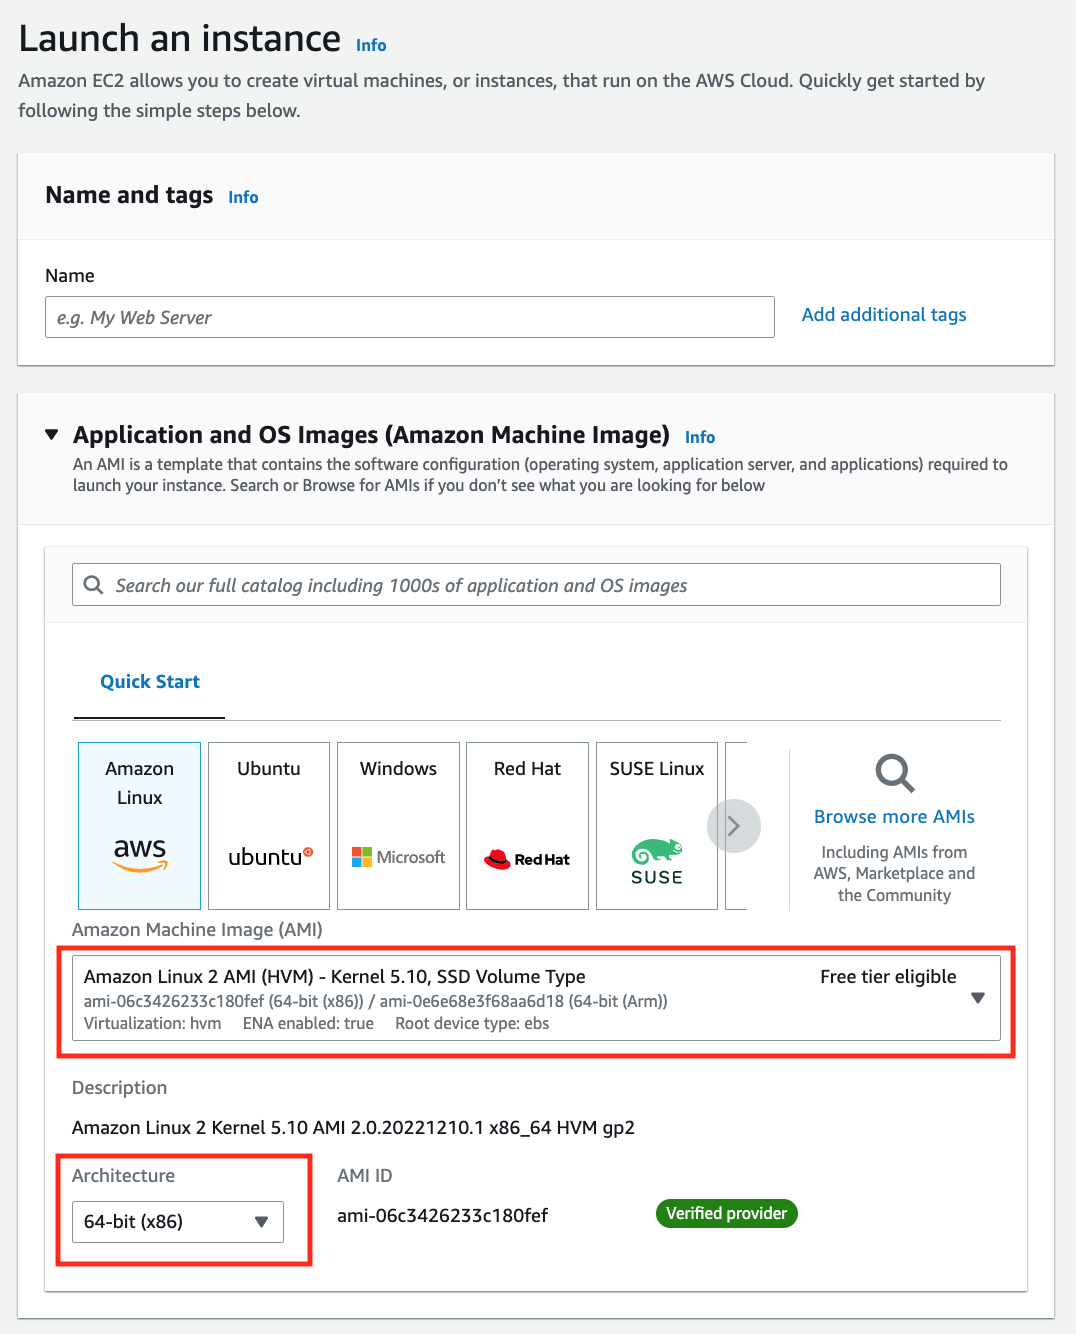 Launch an instance Info
Amazon EC2 allows you to create virtual machines, or instances, that run on the AWS Cloud. Quickly get started by
following the simple steps below.
Name and tags Info
Name
e.g. My Web Server
Add additional tags
Application and OS Images (Amazon Machine Image) Info
An AMI is a template that contains the software configuration (operating system, application server, and applications) required to
launch your instance. Search or Browse for AMIs if you don’t see what you are looking for below
Search our full catalog including 1000s of application and OS images
Quick Start
Amazon
Linux
aws
Ubuntu
ubuntu
Windows
Microsoft
Red Hat
RedHat
SUSE Linux
SUSE
Browse more AMIs
Including AMIs from
AWS, Marketplace and
the Community
Amazon Machine Image (AMI)
Amazon Linux 2 AMI (HVM) - Kernel 5.10, SSD Volume Type
Free tier eligible
ami-06c3426233c180fef (64-bit (x86)) / ami-0e6e68e3f68aa6d18 (64-bit (Arm))
Virtualization: hvm ENA enabled: true Root device type: ebs
Description
Amazon Linux 2 Kernel 5.10 AMI 2.0.20221210.1 x86_64 HVM gp2
Architecture
64-bit (x86)
AMI ID
ami-06c3426233c180fef
Verified provider